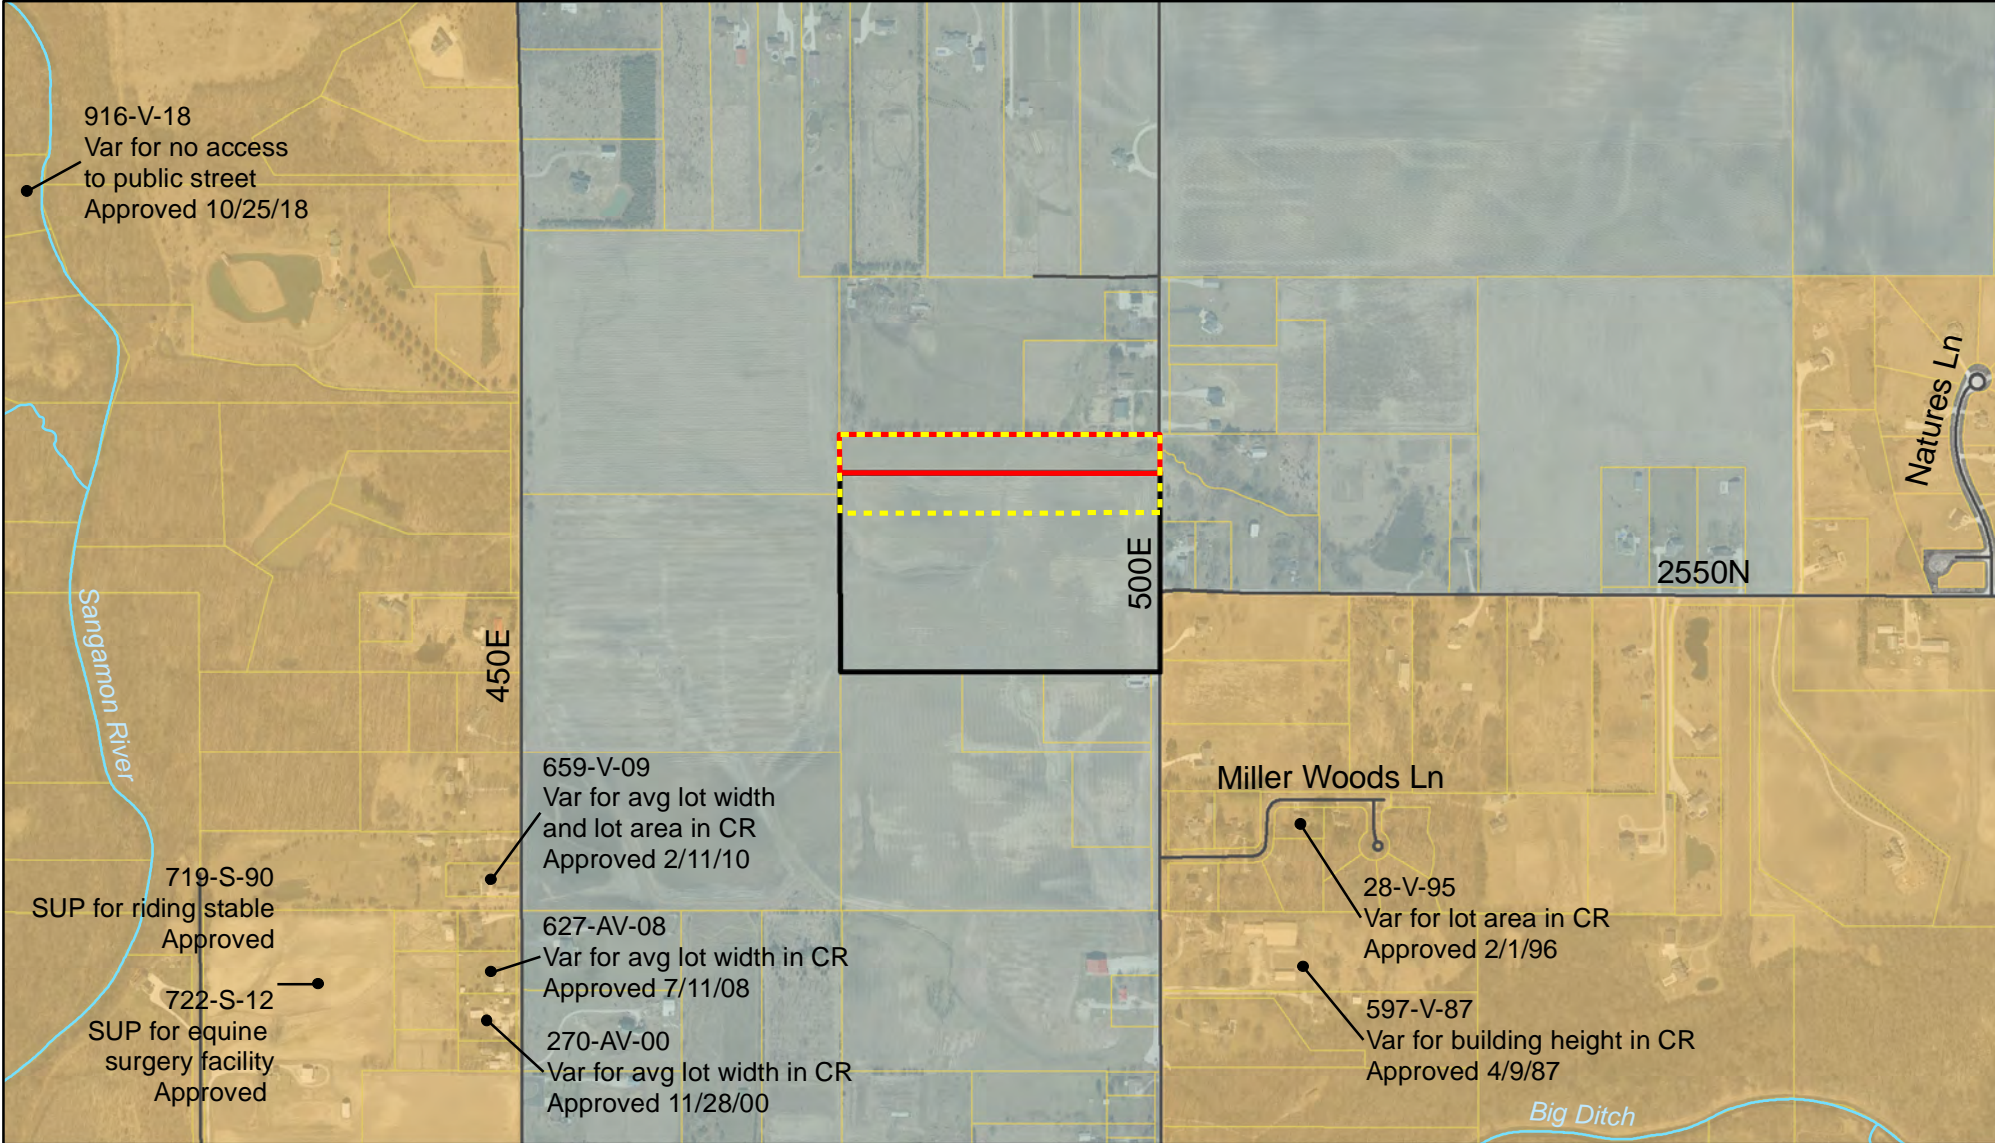 916-V-18
Var for no access
to public street
Approved 10/25/18
Natures Ln
500E
2550N
Sangamon River
450E
659-V-09
Var for avg lot width
and lot area in CR
Approved 2/11/10
Miller Woods Ln
719-S-90
SUP for riding stable
Approved
28-V-95
Var for lot area in CR
Approved 2/1/96
627-AV-08
Var for avg lot width in CR
Approved 7/11/08
722-S-12
SUP for equine
surgery facility
Approved
597-V-87
Var for building height in CR
Approved 4/9/87
270-AV-00
Var for avg lot width in CR
Approved 11/28/00
Big Ditch